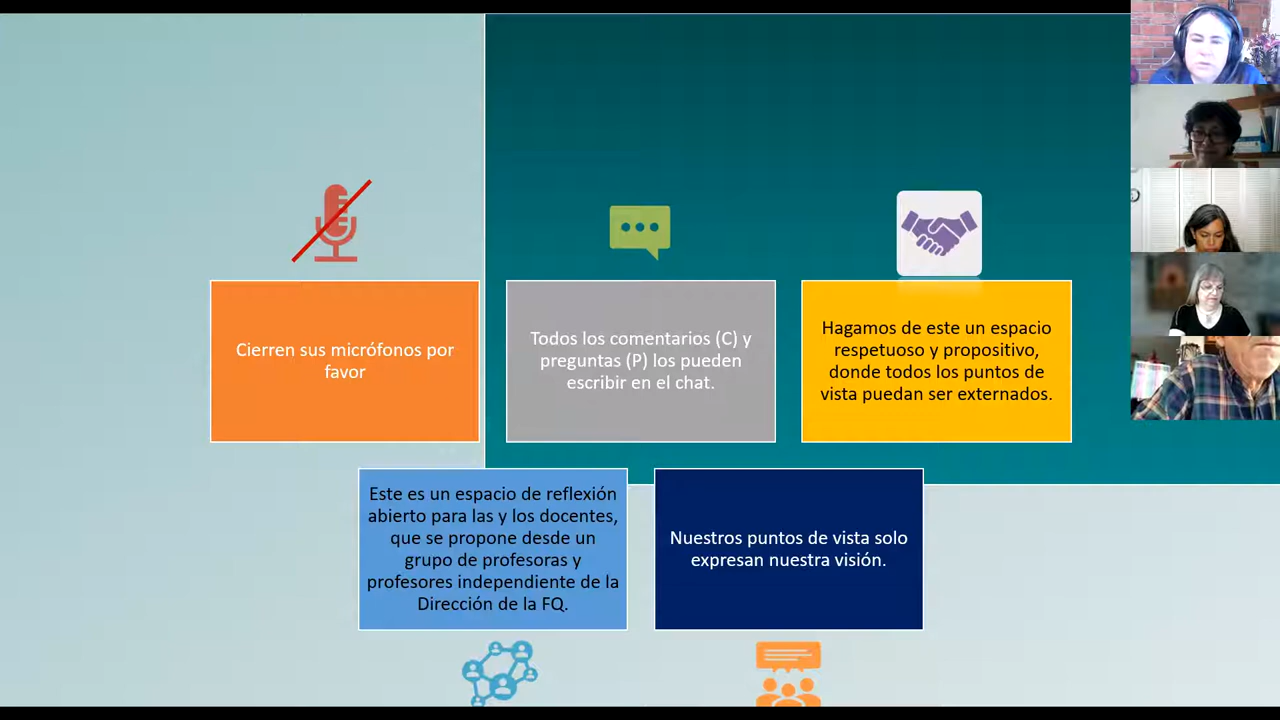 Cierren sus micrófonos por
favor
Todos los comentarios (C) y
preguntas (P) los pueden
escribir en el chat.
Hagamos de este un espacio
respetuoso y propositivo,
donde todos los puntos de
vista puedan ser externados.
Este es un espacio de reflexión
abierto para las y los docentes,
que se propone desde un
grupo de profesoras y
profesores independiente de la
Dirección de la FQ.
Nuestros puntos de vista solo
expresan nuestra visión.